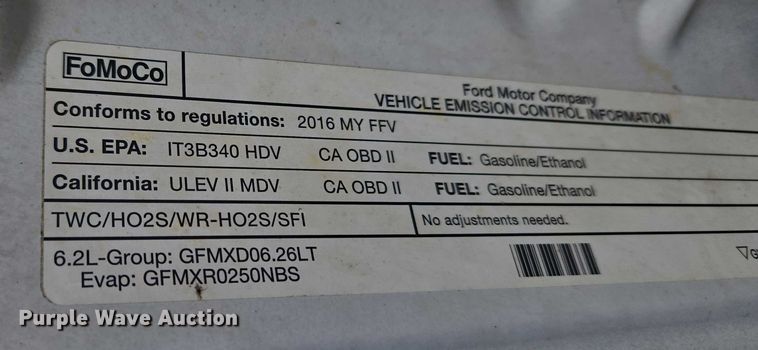 FoMoCo
Ford Motor Company
VEHICLE EMISSION CONTROL INFORMATION
Conforms to regulations: 2016 MY FFV
U.S. EPA: IT3B340 HDV CA OBD II FUEL: Gasoline/Ethanol
California: ULEV II MDV CA OBD II FUEL: Gasoline/Ethanol
TWC/HO2S/WR-HO2S/SFI No adjustments needed.
6.2L-Group: GFMXD06.26LT
Evap: GFMXR0250NBS
Purple Wave Auction